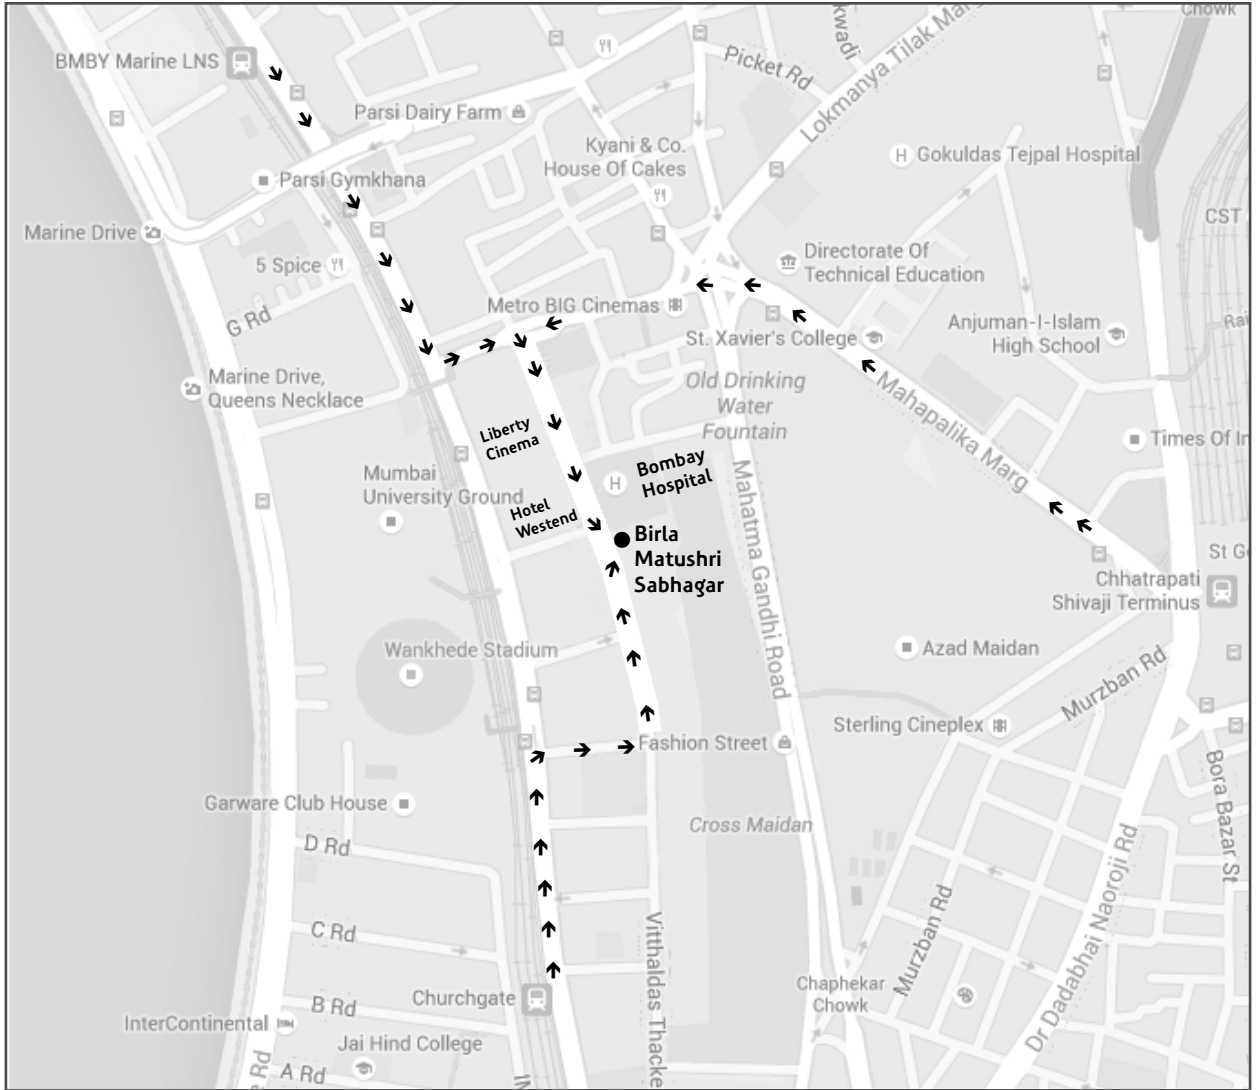 Chowk
kwadi
BMBY Marine LNS
Picket Rd
Lokmanya Tilak Marg
Parsi Dairy Farm
Kyani & Co.
House Of Cakes
H
Gokuldas Tejpal Hospital
Parsi Gymkhana
Marine Drive
CST
5 Spice
Directorate Of
Technical Education
Metro BIG Cinemas
G Rd
Anjuman-I-Islam
High School
Rai
St. Xavier's College
Marine Drive,
Queens Necklace
Old Drinking
Water
Fountain
Mahapalika Marg
Liberty
Cinema
Times Of In
Mumbai
University Ground
H
Bombay
Hospital
Hotel
Westend
Mahatma Gandhi Road
Birla
Matushri
Sabhagar
St G
Chhatrapati
Shivaji Terminus
Wankhede Stadium
Azad Maidan
Murzban Rd
Sterling Cineplex
Fashion Street
Bora Bazar St
Garware Club House
Cross Maidan
D Rd
Dr Dadabhai Naoroji Rd
Murzban Rd
C Rd
Vitthaldas Thacke
Churchgate
Chaphekar
Chowk
B Rd
InterContinental
Jai Hind College
A Rd
e Rd